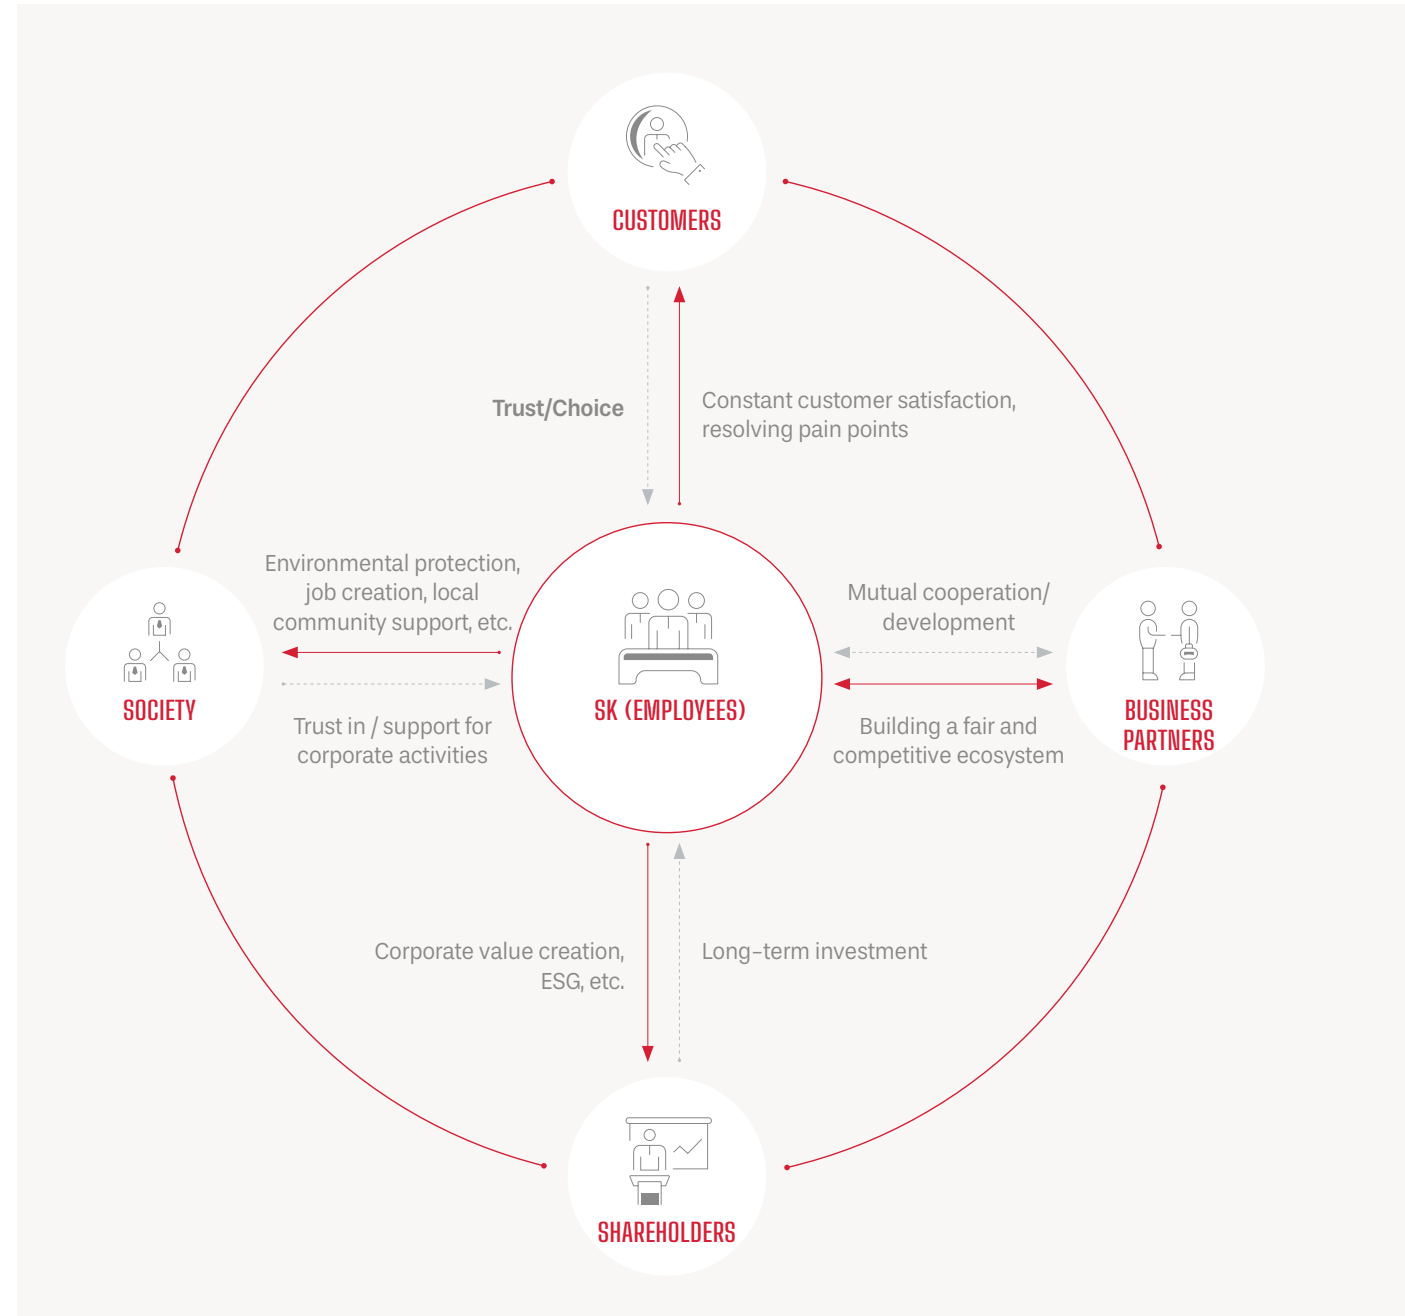 CUSTOMERS
Trust/Choice
Constant customer satisfaction,
resolving pain points
Environmental protection,
job creation, local
community support, etc.
Mutual cooperation/
development
SOCIETY
SK (EMPLOYEES)
BUSINESS
PARTNERS
Trust in / support for
corporate activities
Building a fair and
competitive ecosystem
Corporate value creation,
ESG, etc.
Long-term investment
SHAREHOLDERS